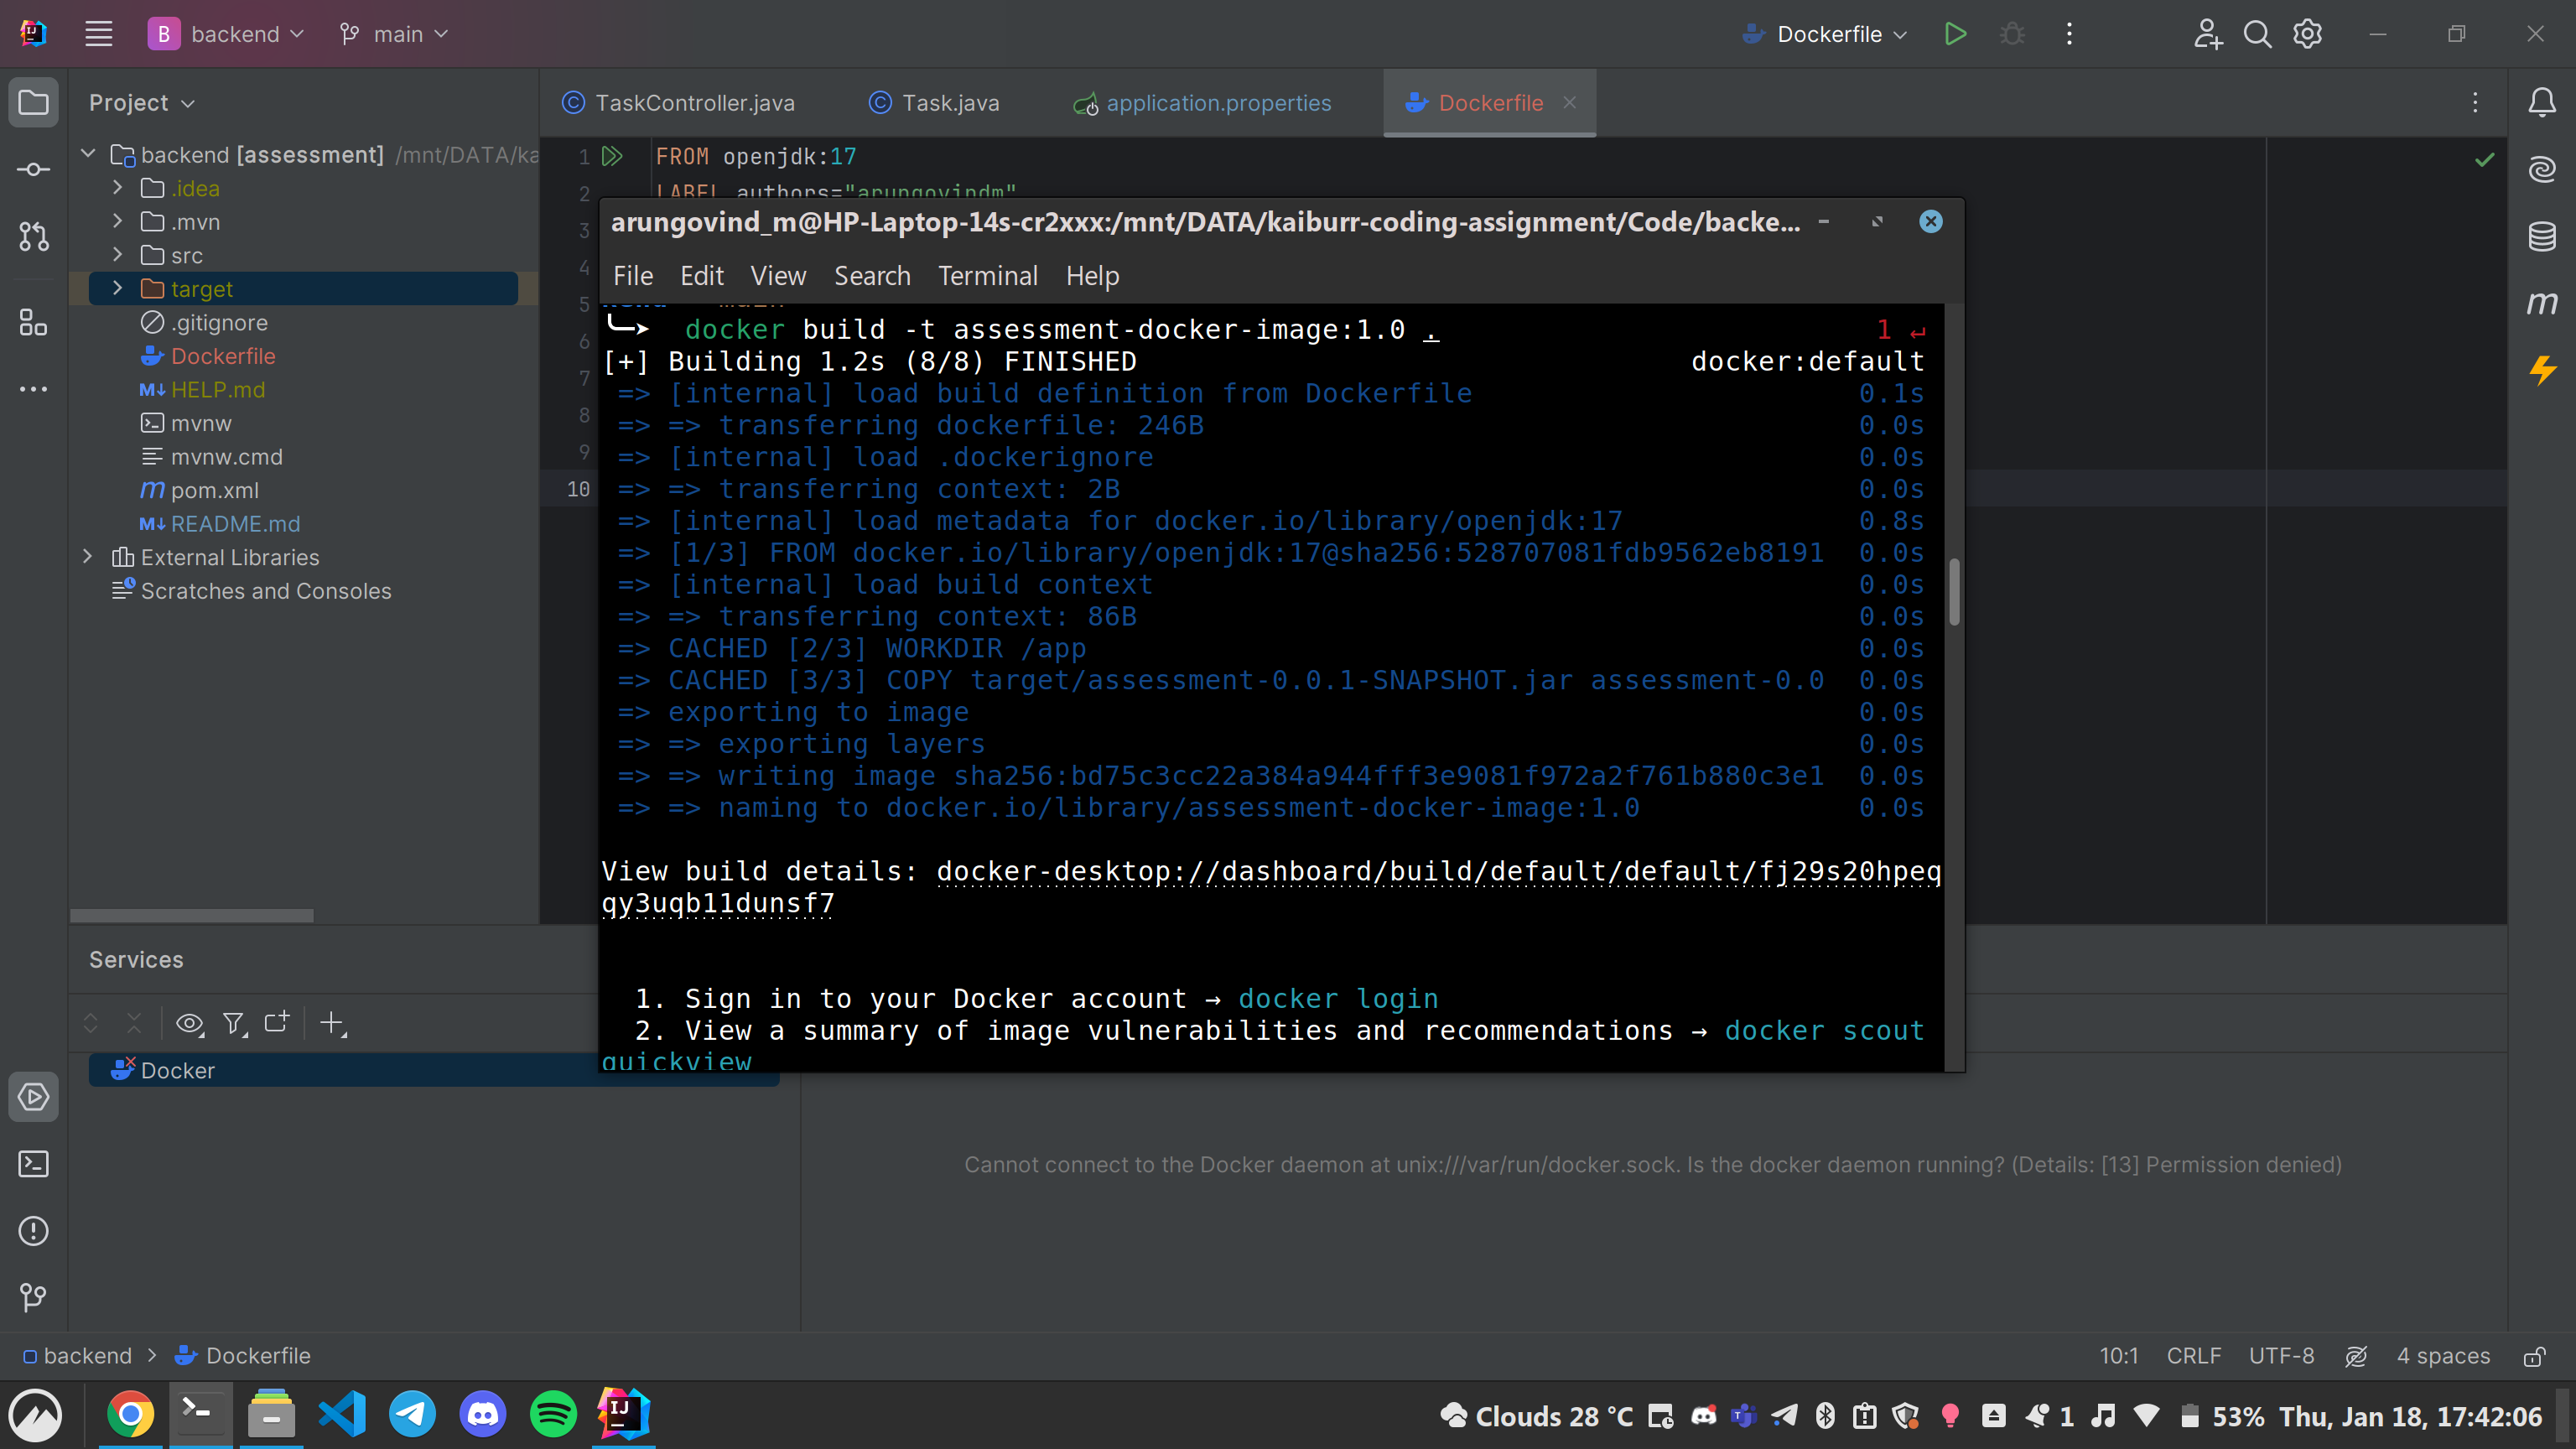 B backend main Dockerfile
Project
TaskController.java Task.java application.properties Dockerfile
backend [assessment] /mnt/DATA/ka
.idea
.mvn
src
target
.gitignore
Dockerfile
M↓ HELP.md
mvnw
mvnw.cmd
m pom.xml
M↓ README.md
External Libraries
Scratches and Consoles
1 FROM openjdk:17
2 LABEL authors="arungovindm"
3
4
5
6
7
8
9
10
arungovind_m@HP-Laptop-14s-cr2xxx:/mnt/DATA/kaiburr-coding-assignment/Code/backe...
File Edit View Search Terminal Help
docker build -t assessment-docker-image:1.0 . 1 ↵
[+] Building 1.2s (8/8) FINISHED docker:default
=> [internal] load build definition from Dockerfile 0.1s
=> => transferring dockerfile: 246B 0.0s
=> [internal] load .dockerignore 0.0s
=> => transferring context: 2B 0.0s
=> [internal] load metadata for docker.io/library/openjdk:17 0.8s
=> [1/3] FROM docker.io/library/openjdk:17@sha256:528707081fdb9562eb8191 0.0s
=> [internal] load build context 0.0s
=> => transferring context: 86B 0.0s
=> CACHED [2/3] WORKDIR /app 0.0s
=> CACHED [3/3] COPY target/assessment-0.0.1-SNAPSHOT.jar assessment-0.0 0.0s
=> exporting to image 0.0s
=> => exporting layers 0.0s
=> => writing image sha256:bd75c3cc22a384a944fff3e9081f972a2f761b880c3e1 0.0s
=> => naming to docker.io/library/assessment-docker-image:1.0 0.0s
View build details: docker-desktop://dashboard/build/default/default/fj29s20hpeq
qy3uqb11dunsf7
1. Sign in to your Docker account → docker login
2. View a summary of image vulnerabilities and recommendations → docker scout
quickview
Services
Docker
Cannot connect to the Docker daemon at unix:///var/run/docker.sock. Is the docker daemon running? (Details: [13] Permission denied)
backend > Dockerfile
10:1 CRLF UTF-8 4 spaces
Clouds 28 °C 1 53% Thu, Jan 18, 17:42:06